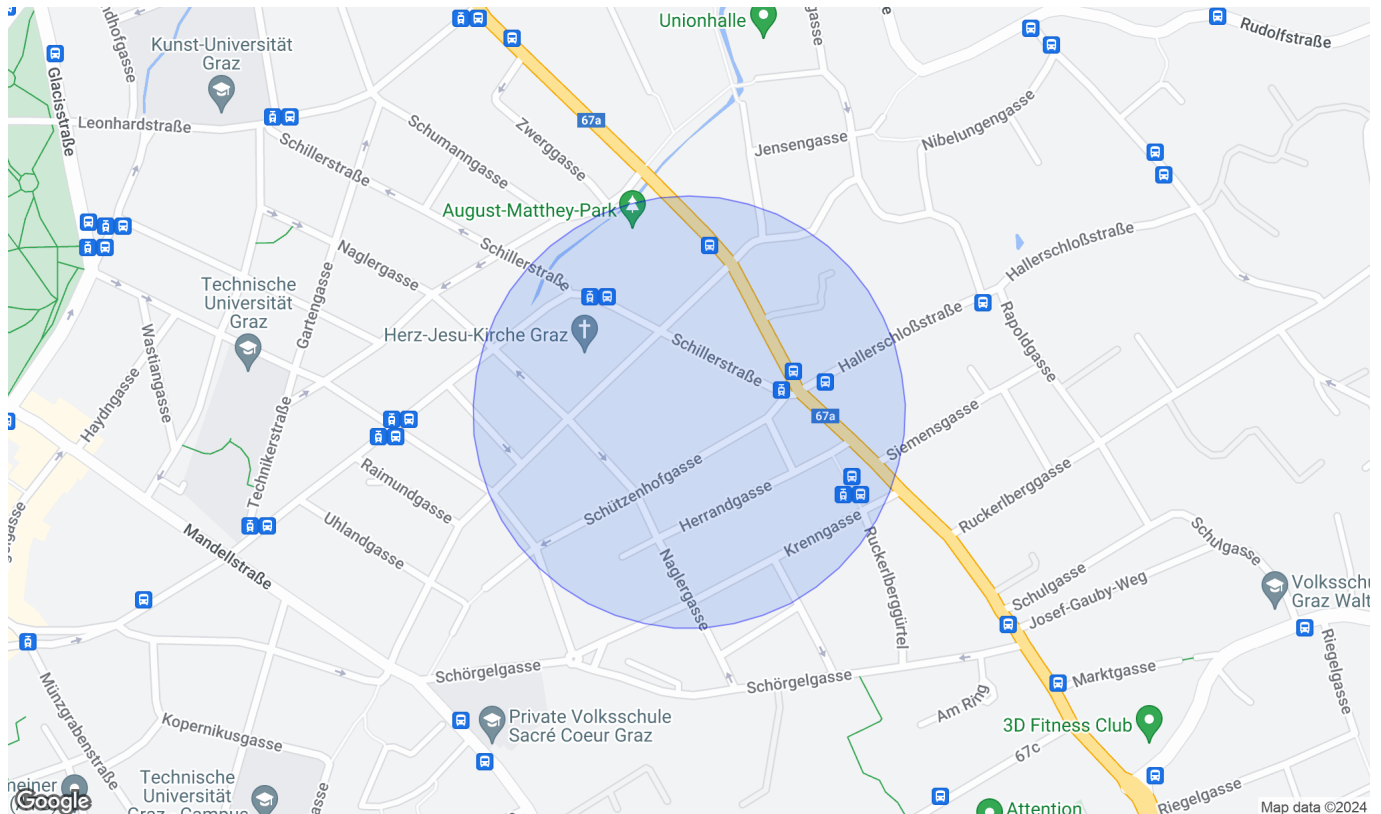 Unionhalle
Rudolfstraße
Kunst-Universität
Graz
Glacisstraße
Leonhardstraße
67a
Schumanngasse
Zwerggasse
Nibelungengasse
Jensengasse
Schillerstraße
August-Matthey-Park
Naglergasse
Schillerstraße
Hallerschloßstraße
Technische
Universität
Graz
Gartengasse
Herz-Jesu-Kirche Graz
Wastiangasse
Schillerstraße
Hallerschloßstraße
Rapoldgasse
Haydngasse
67a
Siemensgasse
Technikerstraße
Raimundgasse
Schützenhofgasse
Herrandgasse
Ruckerlberggasse
Uhlandgasse
Mandellstraße
Krenngasse
Ruckerlberggürtel
Naglergasse
Schulgasse
Schulgasse
Josef-Gauby-Weg
Volksschu
Graz Walt
Riegelgasse
Schörgelgasse
Schörgelgasse
Marktgasse
Münzgrabenstraße
Am Ring
Private Volksschule
Sacré Coeur Graz
Kopernikusgasse
3D Fitness Club
67c
Technische
Universität
Graz - Campus
Attention
Riegelgasse
Google
Map data ©2024